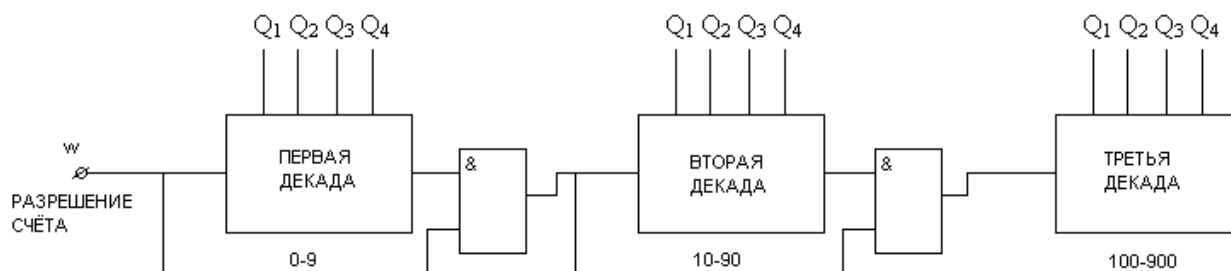 Q1 Q2 Q3 Q4
Q1 Q2 Q3 Q4
Q1 Q2 Q3 Q4
w
РАЗРЕШЕНИЕ
СЧЁТА
ПЕРВАЯ
ДЕКАДА
&
ВТОРАЯ
ДЕКАДА
&
ТРЕТЬЯ
ДЕКАДА
0-9
10-90
100-900